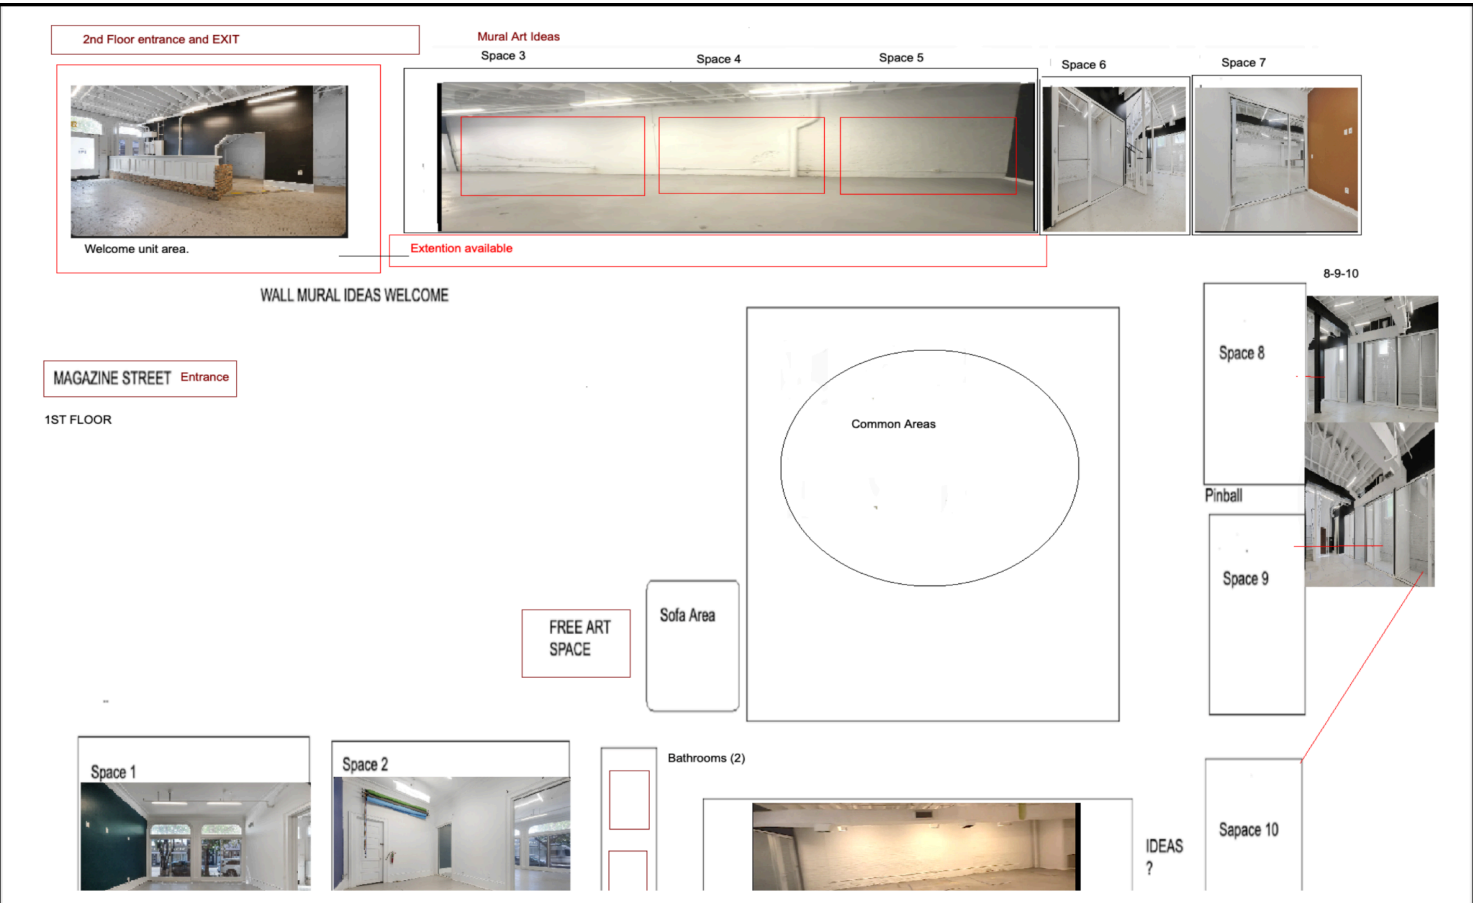 2nd Floor entrance and EXIT
Mural Art Ideas
Space 3
Space 4
Space 5
Space 6
Space 7
Welcome unit area.
Extention available
8-9-10
WALL MURAL IDEAS WELCOME
Space 8
MAGAZINE STREET Entrance
1ST FLOOR
Common Areas
Pinball
Space 9
FREE ART
SPACE
Sofa Area
Space 1
Space 2
Bathrooms (2)
IDEAS
?
Sapace 10